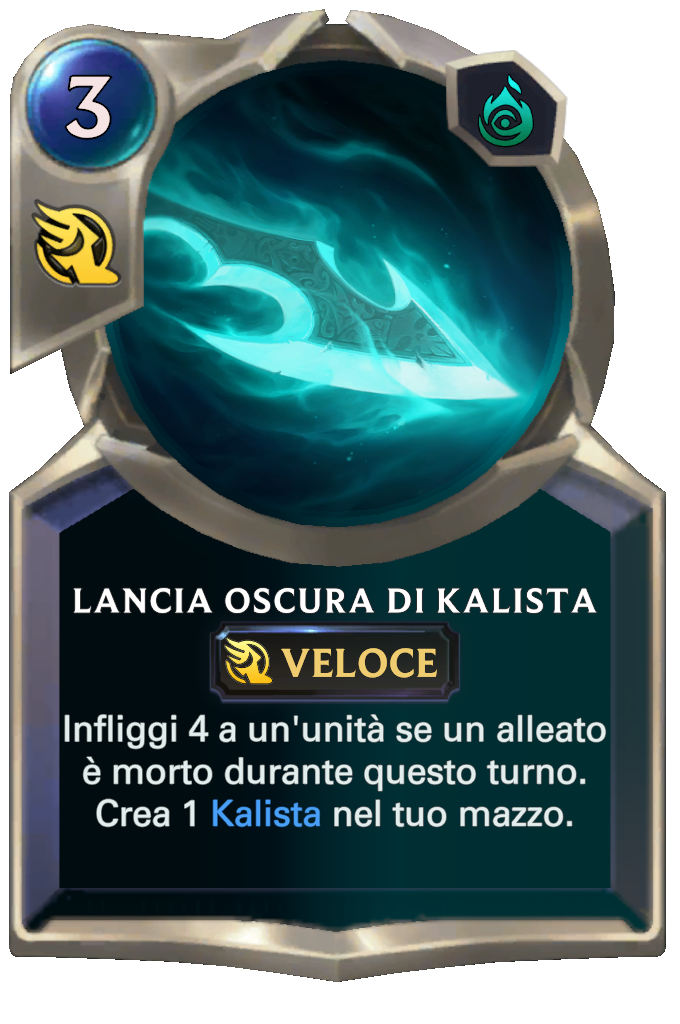 3
LANCIA OSCURA DI KALISTA
VELOCE
Infliggi 4 a un'unità se un alleato
è morto durante questo turno.
Crea 1 Kalista nel tuo mazzo.